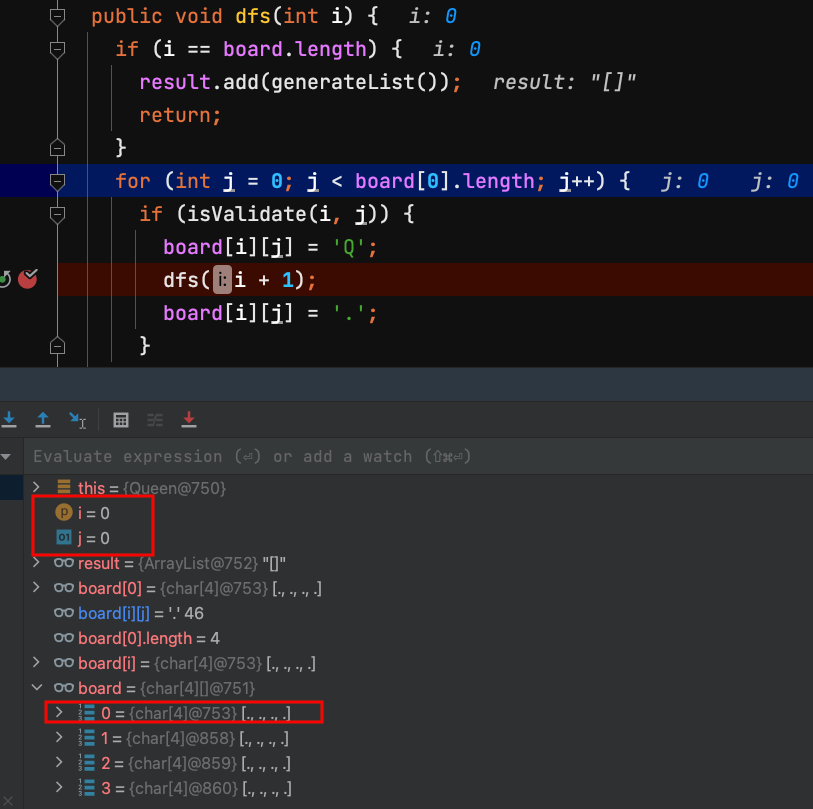 public void dfs(int i) {   i: 0
if (i == board.length) {   i: 0
result.add(generateList());   result: "[]"
return;
}
for (int j = 0; j < board[0].length; j++) {   j: 0   j: 0
if (isValidate(i, j)) {
board[i][j] = 'Q';
dfs( i: i + 1);
board[i][j] = '.';
}
Evaluate expression (⏎) or add a watch (⇧⌘⏎)
this = {Queen@750}
p i = 0
01 j = 0
result = {ArrayList@752} "[]"
board[0] = {char[4]@753} [., ., ., .]
board[i][j] = '.' 46
board[0].length = 4
board[i] = {char[4]@753} [., ., ., .]
board = {char[4][]@751}
0 = {char[4]@753} [., ., ., .]
1 = {char[4]@858} [., ., ., .]
2 = {char[4]@859} [., ., ., .]
3 = {char[4]@860} [., ., ., .]